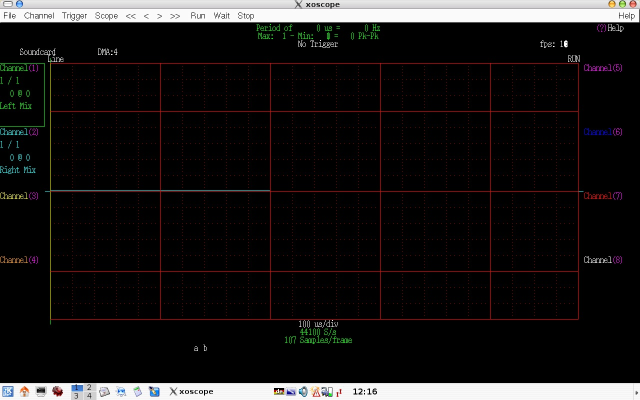 xoscope
File Channel Trigger Scope << < > >> Run Wait Stop Help
Period of 0 us = 0 Hz
Max: 1 - Min: 0 = 0 Pk-Pk
No Trigger
(?)Help
fps:
Soundcard DMA:4
Line RUN
Channel(1)
1 / 1
0 @ 0
Left Mix
Channel(2)
1 / 1
0 @ 0
Right Mix
Channel(3)
Channel(4)
Channel(5)
Channel(6)
Channel(7)
Channel(8)
100 us/div
44100 S/s
107 Samples/frame
a b
1 2
3 4
xoscope
12:16